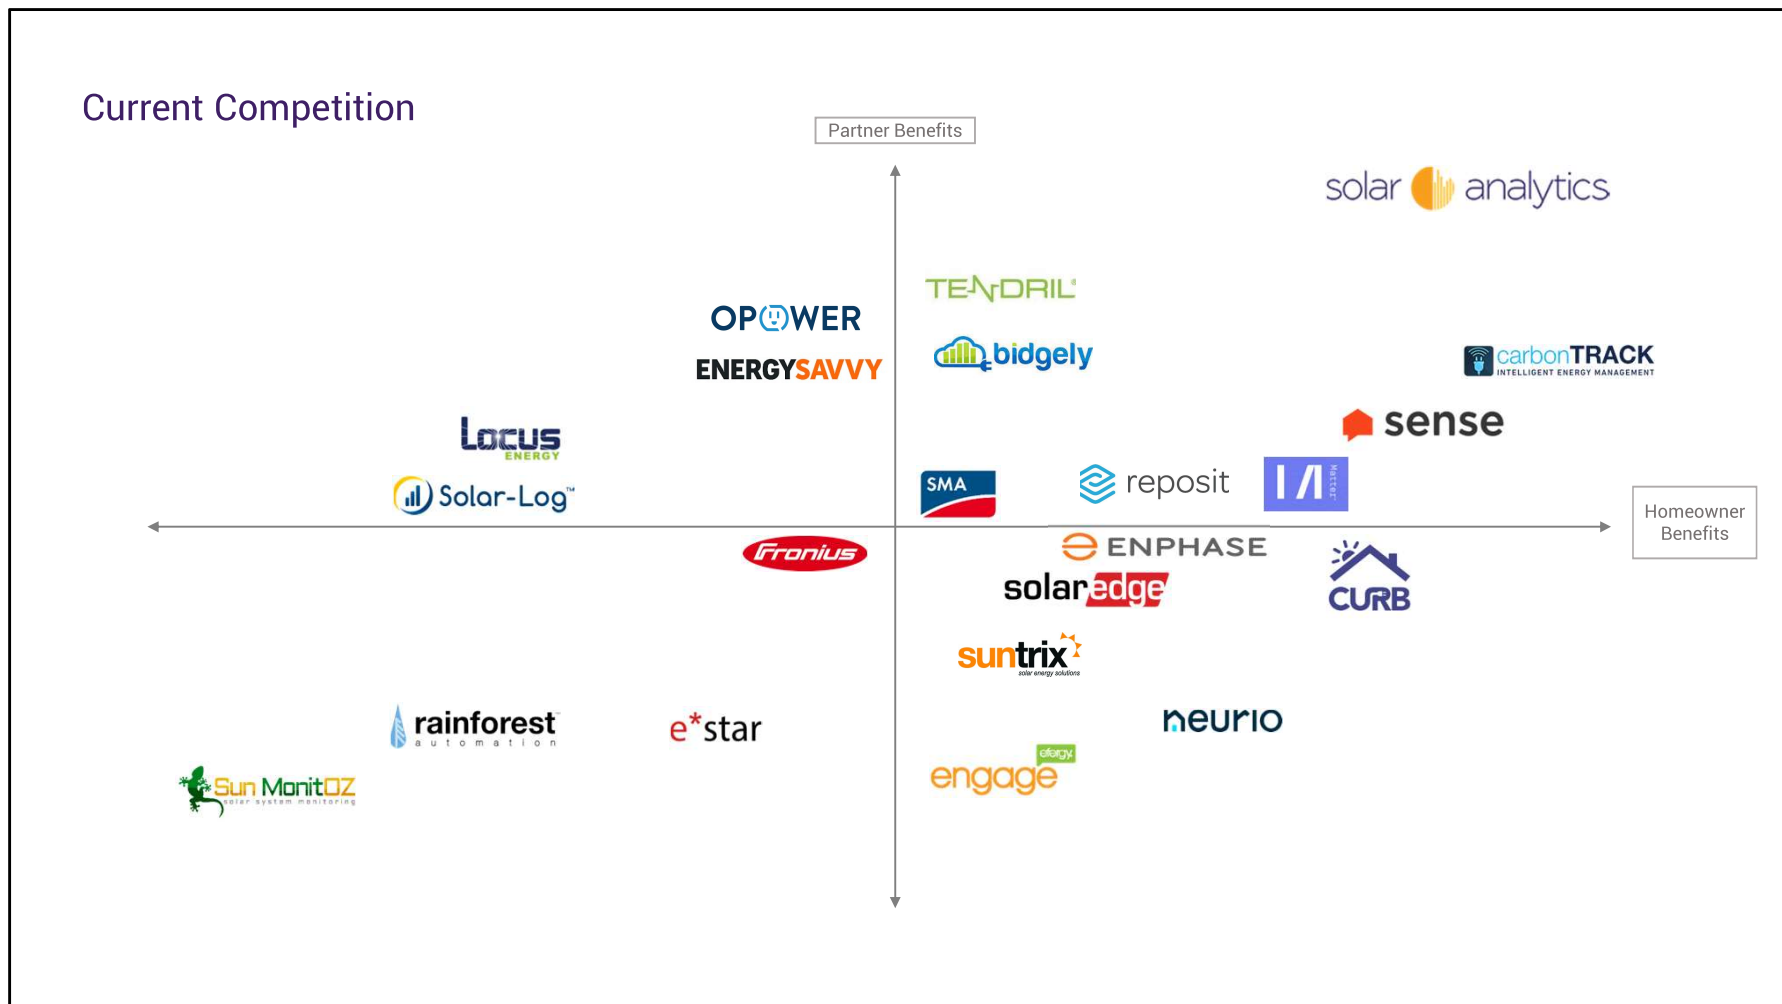 Current Competition
Partner Benefits
solar analytics
TENDRIL®
OPOWER
bidgely
ENERGYSAVVY
carbonTRACK
INTELLIGENT ENERGY MANAGEMENT
sense
Locus
ENERGY
SMA
reposit
Matter
Solar-Log™
Homeowner
Benefits
Fronius
ENPHASE
solaredge
CURB
suntrix
solar energy solutions
rainforest
automation
e*star
neurio
efergy
engage
Sun MonitOZ
solar system monitoring